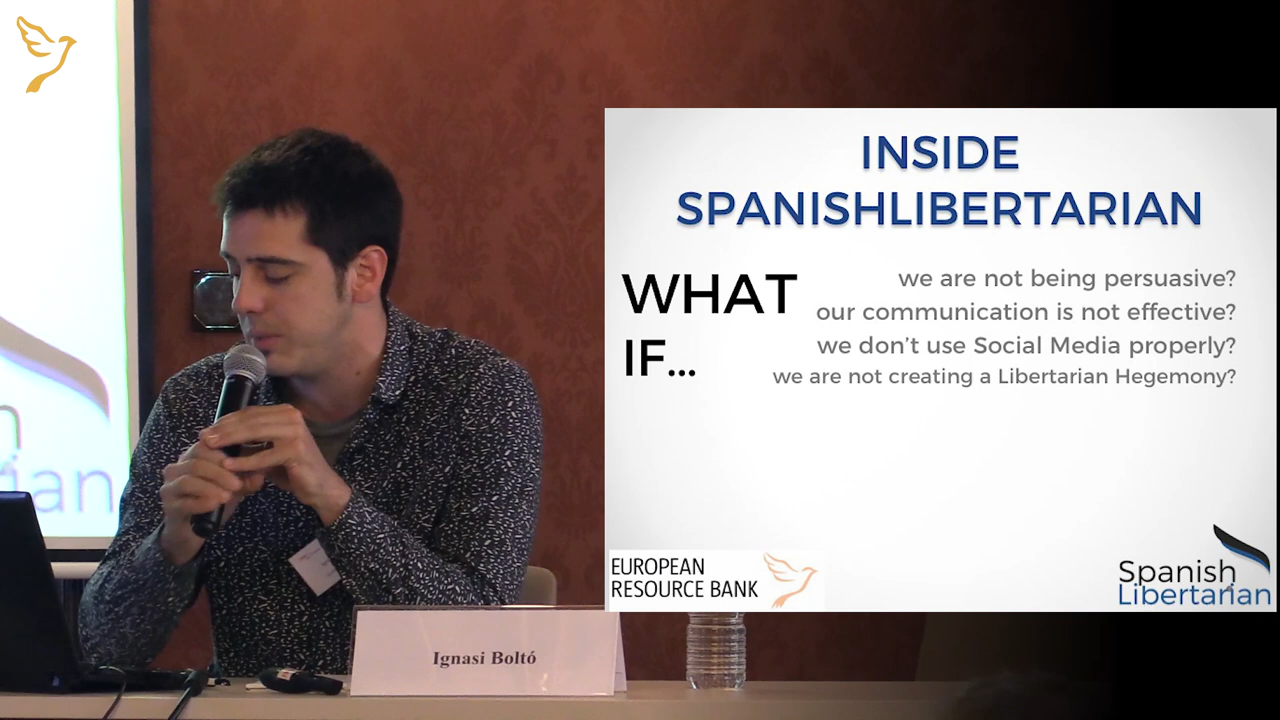 INSIDE
SPANISHLIBERTARIAN
WHAT
IF...
we are not being persuasive?
our communication is not effective?
we don't use Social Media properly?
we are not creating a Libertarian Hegemony?
EUROPEAN
RESOURCE BANK
Spanish
Libertarian
Ignasi Boltó